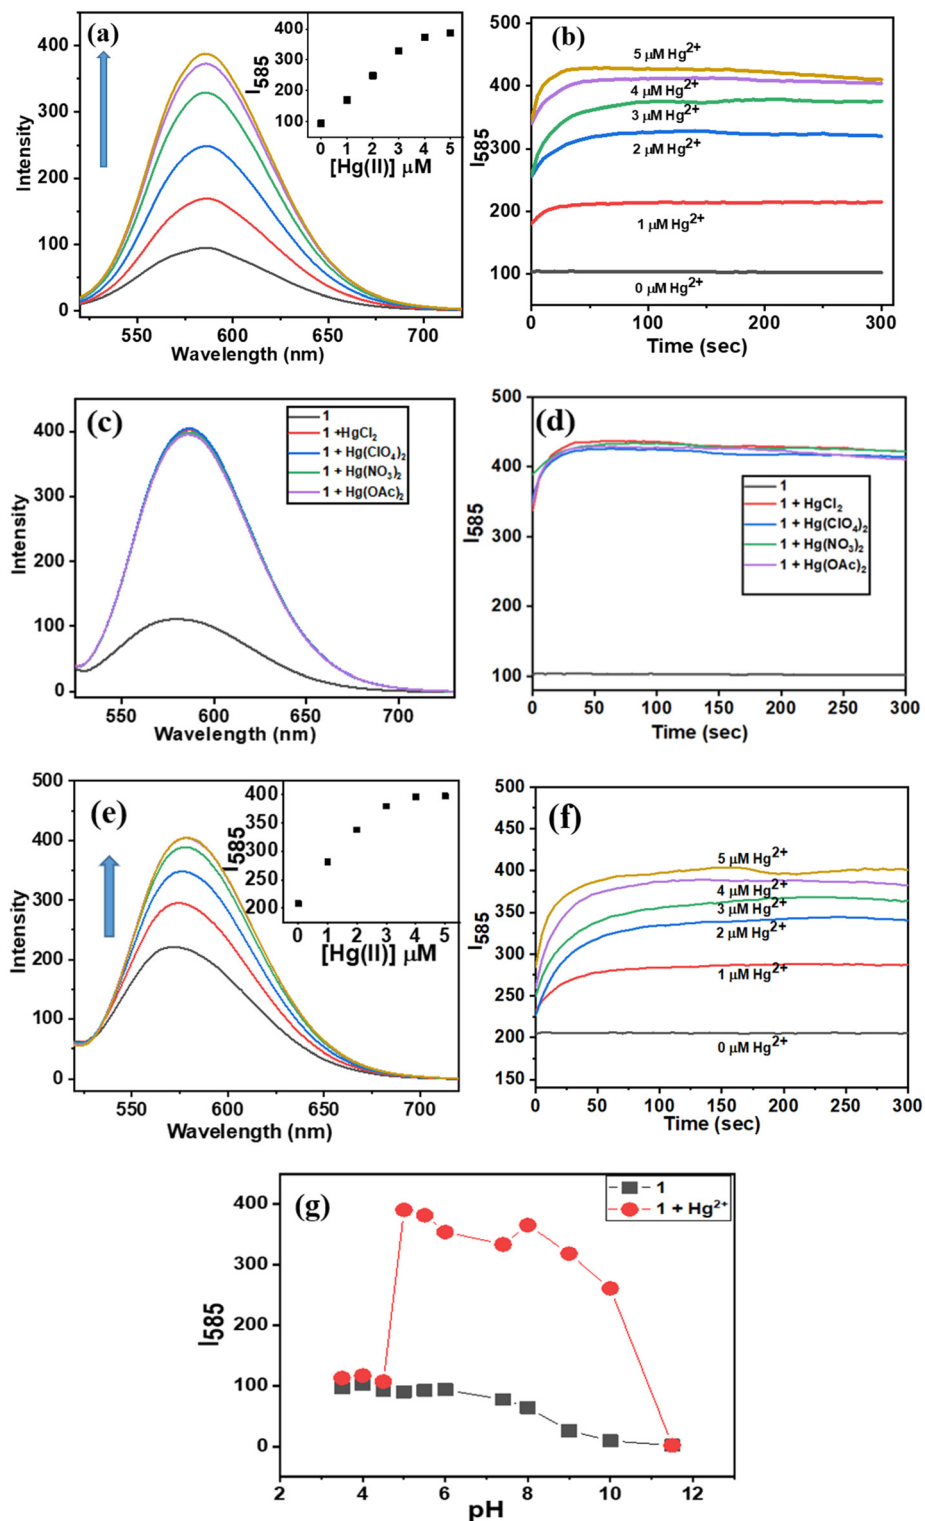 (a)
Intensity
400
300
200
100
0
550 600 650 700
Wavelength (nm)
I585
400
300
200
100
0 1 2 3 4 5
[Hg(II)] μM
(b)
I585
500
400
300
200
100
5 μM Hg2+
4 μM Hg2+
3 μM Hg2+
2 μM Hg2+
1 μM Hg2+
0 μM Hg2+
0 100 200 300
Time (sec)
(c)
Intensity
400
300
200
100
0
1
1 +HgCl2
1 + Hg(ClO4)2
1 + Hg(NO3)2
1 + Hg(OAc)2
550 600 650 700
Wavelength (nm)
(d)
I585
500
400
300
200
100
1
1 + HgCl2
1 + Hg(ClO4)2
1 + Hg(NO3)2
1 + Hg(OAc)2
0 50 100 150 200 250 300
Time (sec)
(e)
Intensity
500
400
300
200
100
0
550 600 650 700
Wavelength (nm)
I585
400
350
300
250
200
0 1 2 3 4 5
[Hg(II)] μM
(f)
I585
500
450
400
350
300
250
200
150
5 μM Hg2+
4 μM Hg2+
3 μM Hg2+
2 μM Hg2+
1 μM Hg2+
0 μM Hg2+
0 50 100 150 200 250 300
Time (sec)
(g)
I585
400
300
200
100
0
1
1 + Hg2+
2 4 6 8 10 12
pH